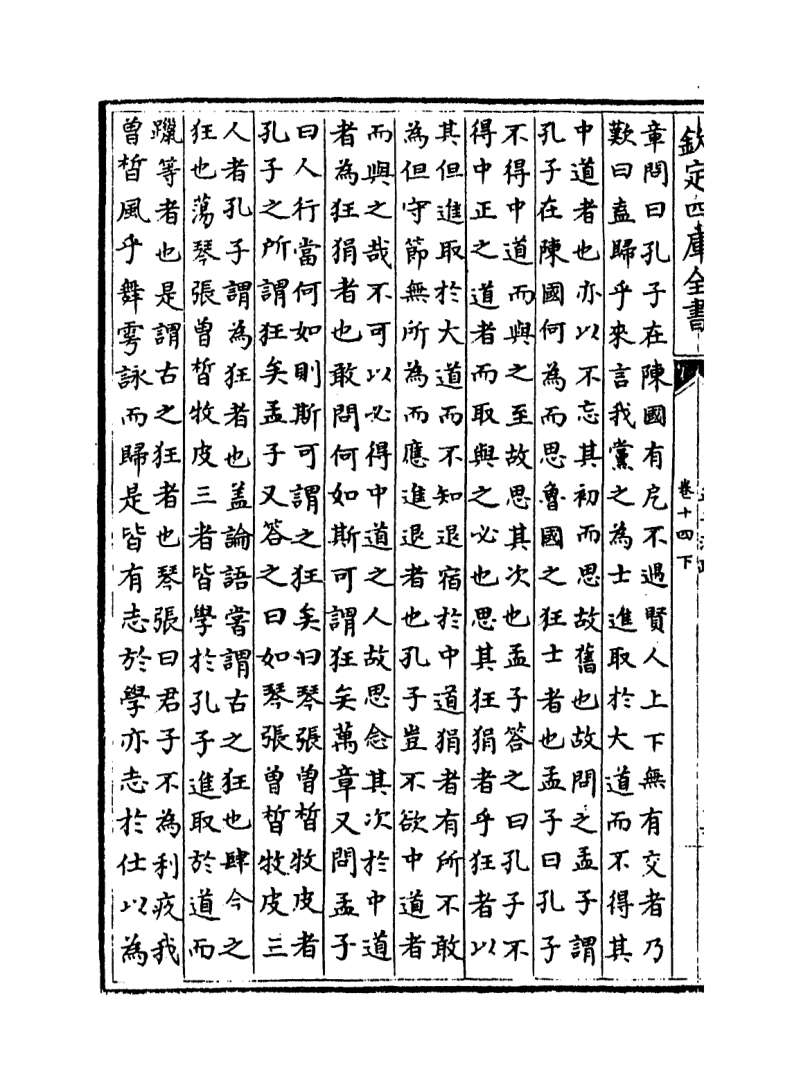 欽定四庫全書
卷十四下
章問曰孔子在陳國有戹不遇賢人上下無有交者乃
歎曰盍歸乎來言我黨之為士進取於大道而不得其
中道者也亦以不忘其初而思故舊也故問之孟子謂
孔子在陳國何為而思魯國之狂士者也孟子曰孔子
不得中道而與之至故思其次也孟子答之曰孔子不
得中正之道者而取與之必也思其狂狷者乎狂者以
其但進取於大道而不知退宿於中道狷者有所不敢
為但守節無所為而應進退者也孔子豈不欲中道者
而與之哉不可以必得中道之人故思念其次於中道
者為狂狷者也敢問何如斯可謂狂矣萬章又問孟子
曰人行當何如則斯可謂之狂矣曰琴張曾晳牧皮者
孔子之所謂狂矣孟子又答之曰如琴張曾晳牧皮三
人者孔子謂為狂者也盖論語嘗謂古之狂也肆今之
狂也蕩琴張曾晳牧皮三者皆學於孔子進取於道而
躐等者也是謂古之狂者也琴張曰君子不為利疚我
曾晳風乎舞雩詠而歸是皆有志於學亦志於仕以為